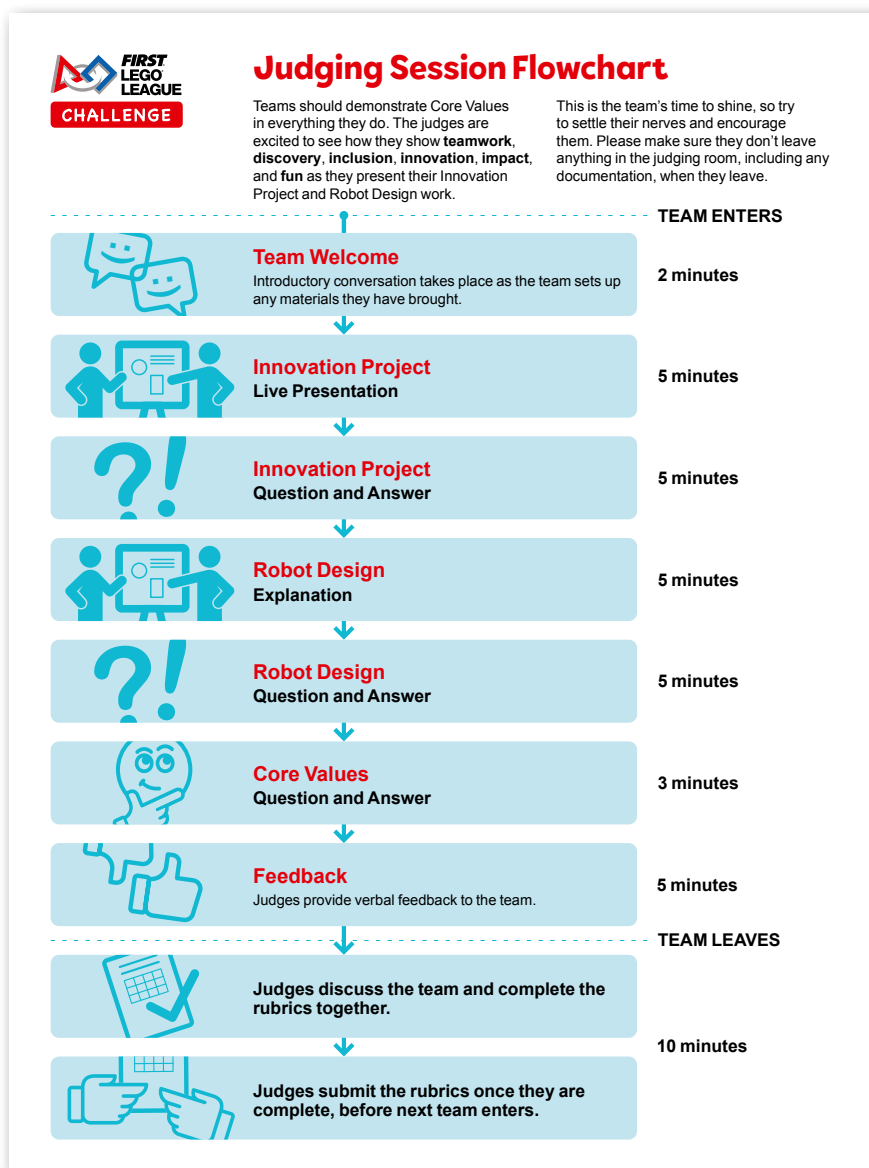 FIRST
LEGO
LEAGUE
CHALLENGE
Judging Session Flowchart
Teams should demonstrate Core Values
in everything they do. The judges are
excited to see how they show teamwork,
discovery, inclusion, innovation, impact,
and fun as they present their Innovation
Project and Robot Design work.
This is the team's time to shine, so try
to settle their nerves and encourage
them. Please make sure they don't leave
anything in the judging room, including any
documentation, when they leave.
TEAM ENTERS
Team Welcome
Introductory conversation takes place as the team sets up
any materials they have brought.
2 minutes
Innovation Project
Live Presentation
5 minutes
Innovation Project
Question and Answer
5 minutes
Robot Design
Explanation
5 minutes
Robot Design
Question and Answer
5 minutes
Core Values
Question and Answer
3 minutes
Feedback
Judges provide verbal feedback to the team.
5 minutes
TEAM LEAVES
Judges discuss the team and complete the
rubrics together.
10 minutes
Judges submit the rubrics once they are
complete, before next team enters.